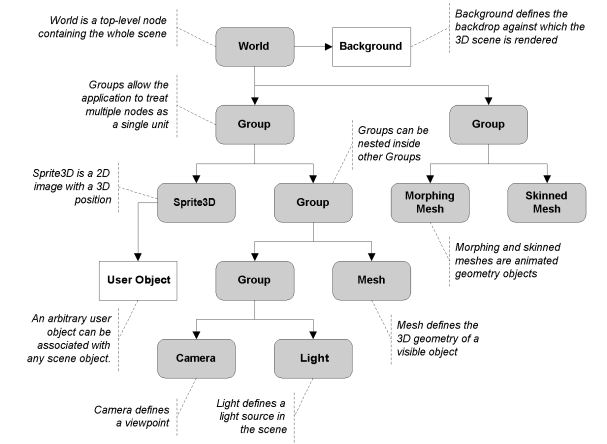 World is a top-level node
containing the whole scene
World
Background
Background defines the
backdrop against which the
3D scene is rendered
Groups allow the
application to treat
multiple nodes as
a single unit
Group
Group
Groups can be
nested inside
other Groups
Sprite3D is a 2D
image with a 3D
position
Sprite3D
Group
Morphing
Mesh
Skinned
Mesh
Morphing and skinned
meshes are animated
geometry objects
User Object
Group
Mesh
An arbitrary user
object can be
associated with
any scene object.
Mesh defines the
3D geometry of a
visible object
Camera
Light
Camera defines
a viewpoint
Light defines a
light source in
the scene